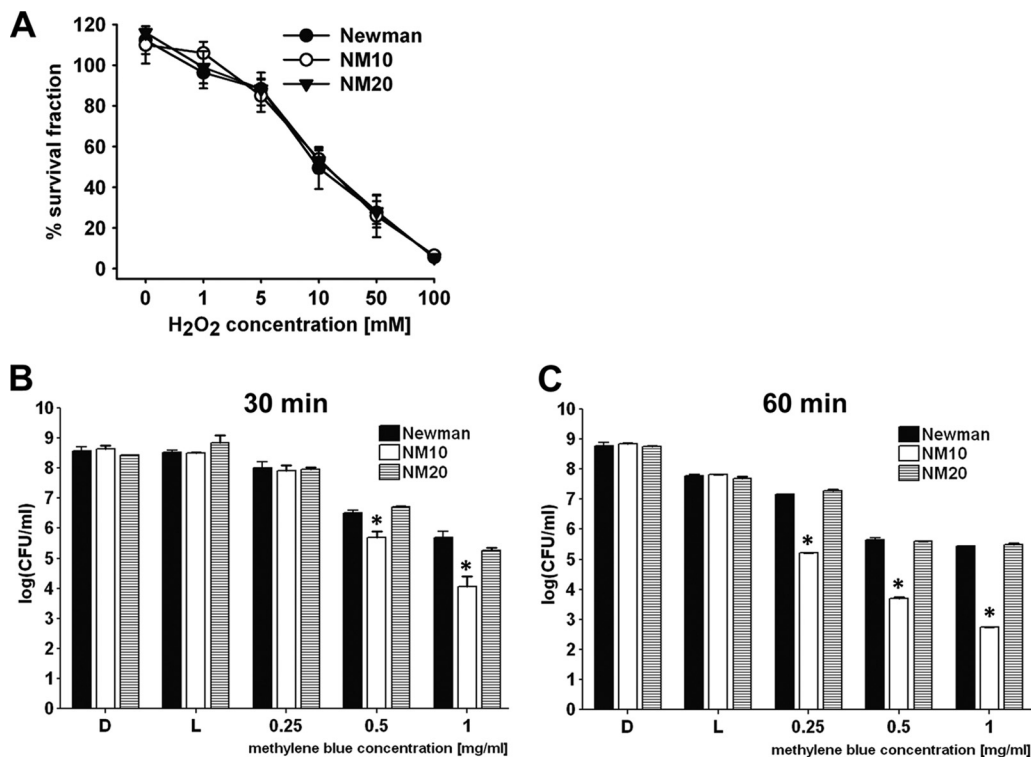 A
120
100
80
60
40
20
0
% survival fraction
Newman
NM10
NM20
0 1 5 10 50 100
H₂O₂ concentration [mM]
B
30 min
10
9
8
7
6
5
4
3
2
1
0
log(CFU/ml)
Newman
NM10
NM20
*
*
D L 0.25 0.5 1
methylene blue concentration [mg/ml]
C
60 min
10
9
8
7
6
5
4
3
2
1
0
log(CFU/ml)
Newman
NM10
NM20
*
*
*
D L 0.25 0.5 1
methylene blue concentration [mg/ml]